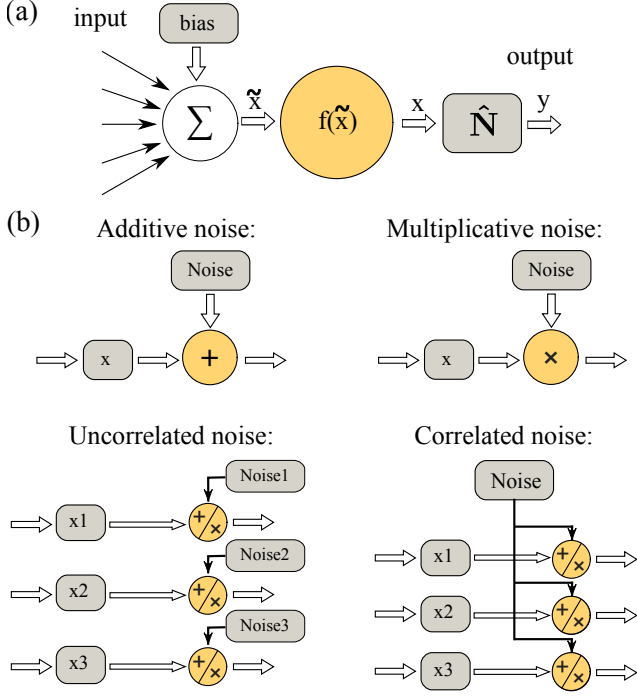 (a)
input
bias
output
∑
x̃
f(x̃)
x
N̂
y
(b)
Additive noise:
Multiplicative noise:
Noise
Noise
x
+
x
×
Uncorrelated noise:
Correlated noise:
Noise1
Noise
x1
+/×
x1
+/×
Noise2
x2
+/×
x2
+/×
Noise3
x3
+/×
x3
+/×